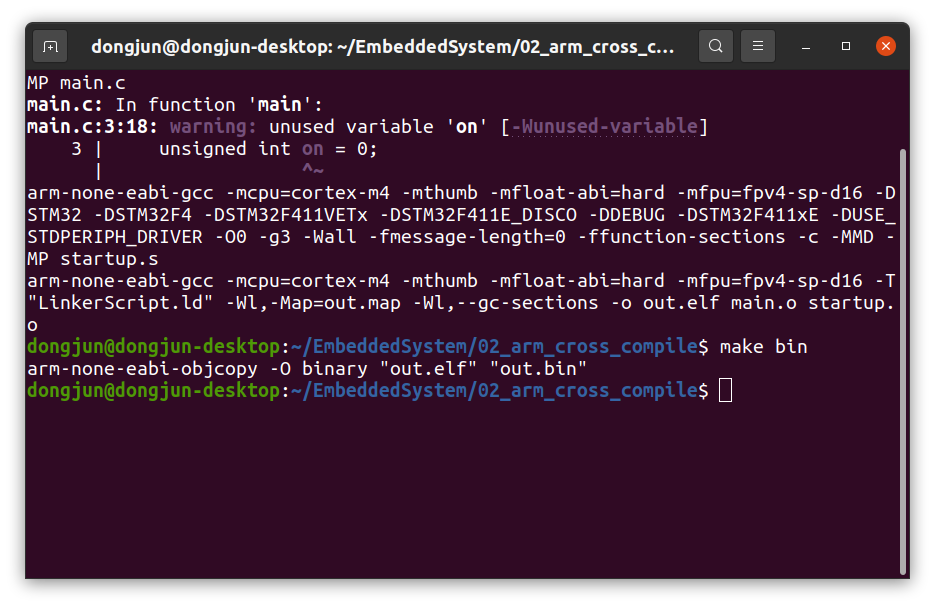 dongjun@dongjun-desktop: ~/EmbeddedSystem/02_arm_cross_c...
MP main.c
main.c: In function 'main':
main.c:3:18: warning: unused variable 'on' [-Wunused-variable]
    3 |     unsigned int on = 0;
      |                  ^~
arm-none-eabi-gcc -mcpu=cortex-m4 -mthumb -mfloat-abi=hard -mfpu=fpv4-sp-d16 -D
STM32 -DSTM32F4 -DSTM32F411VETx -DSTM32F411E_DISCO -DDEBUG -DSTM32F411xE -DUSE_
STDPERIPH_DRIVER -O0 -g3 -Wall -fmessage-length=0 -ffunction-sections -c -MMD -
MP startup.s
arm-none-eabi-gcc -mcpu=cortex-m4 -mthumb -mfloat-abi=hard -mfpu=fpv4-sp-d16 -T
"LinkerScript.ld" -Wl,-Map=out.map -Wl,--gc-sections -o out.elf main.o startup.
o
dongjun@dongjun-desktop:~/EmbeddedSystem/02_arm_cross_compile$ make bin
arm-none-eabi-objcopy -O binary "out.elf" "out.bin"
dongjun@dongjun-desktop:~/EmbeddedSystem/02_arm_cross_compile$